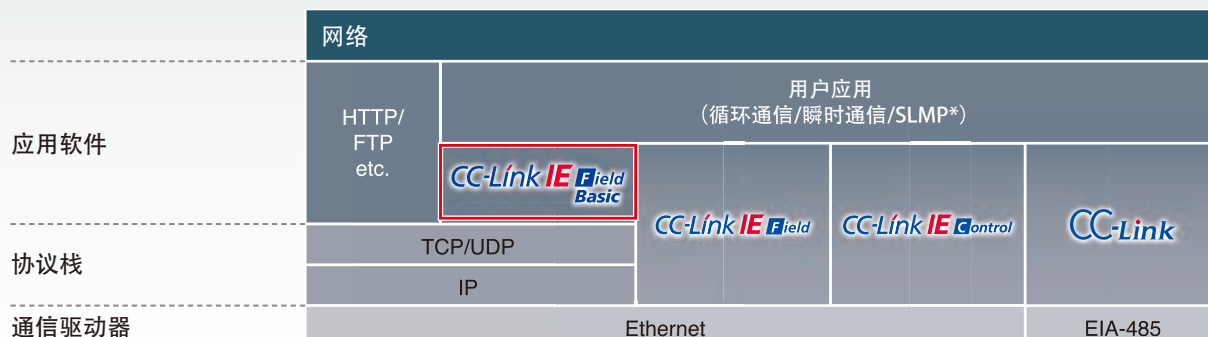 网络
应用软件
HTTP/
FTP
etc.
用户应用
（循环通信/瞬时通信/SLMP*）
CC-Link IE Field
Basic
CC-Link IE Field
CC-Link IE Control
CC-Link
协议栈
TCP/UDP
IP
通信驱动器
Ethernet
EIA-485